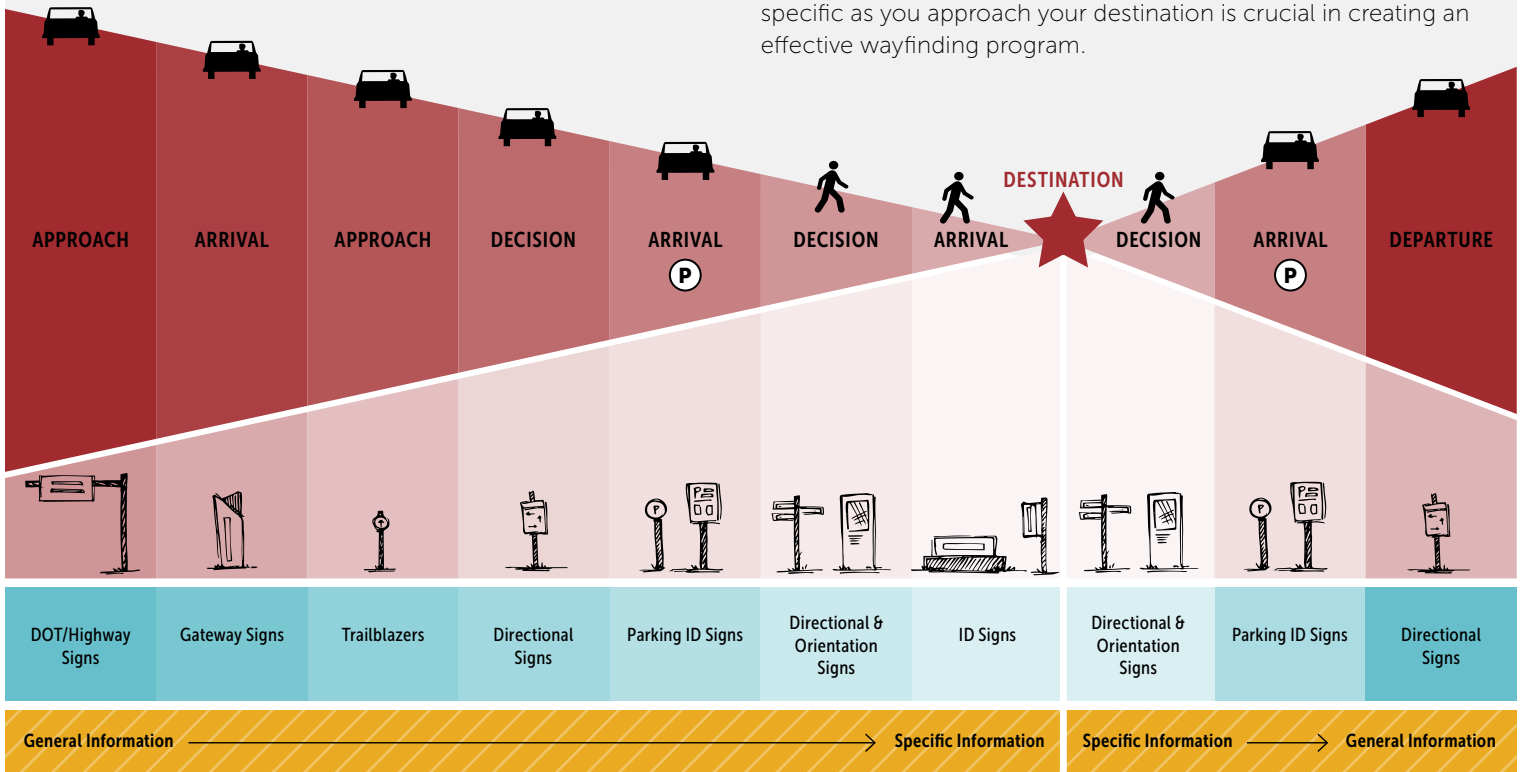 specific as you approach your destination is crucial in creating an
effective wayfinding program.
DESTINATION
APPROACH
ARRIVAL
APPROACH
DECISION
ARRIVAL
P
DECISION
ARRIVAL
DECISION
ARRIVAL
P
DEPARTURE
P
P
P
P
DOT/Highway
Signs
Gateway Signs
Trailblazers
Directional
Signs
Parking ID Signs
Directional &
Orientation
Signs
ID Signs
Directional &
Orientation
Signs
Parking ID Signs
Directional
Signs
General Information
Specific Information
Specific Information
General Information